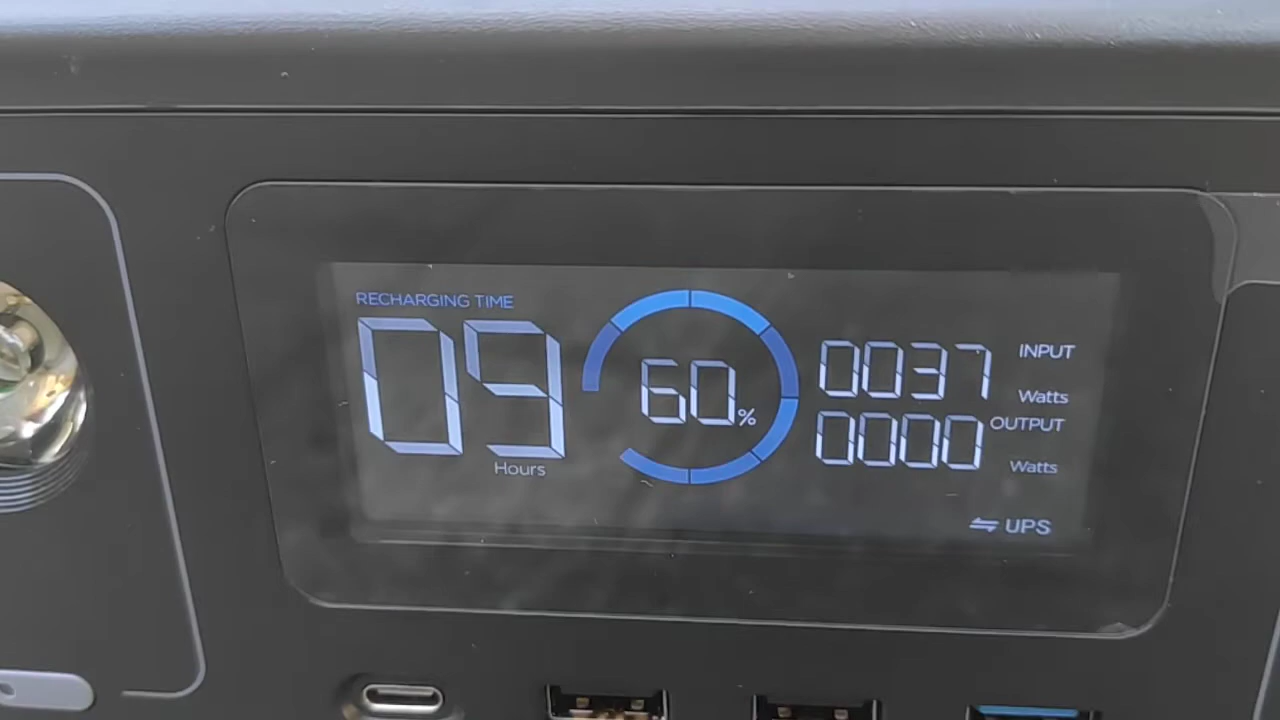 RECHARGING TIME
09
Hours
60%
0037 INPUT
Watts
0000 OUTPUT
Watts
⇋ UPS